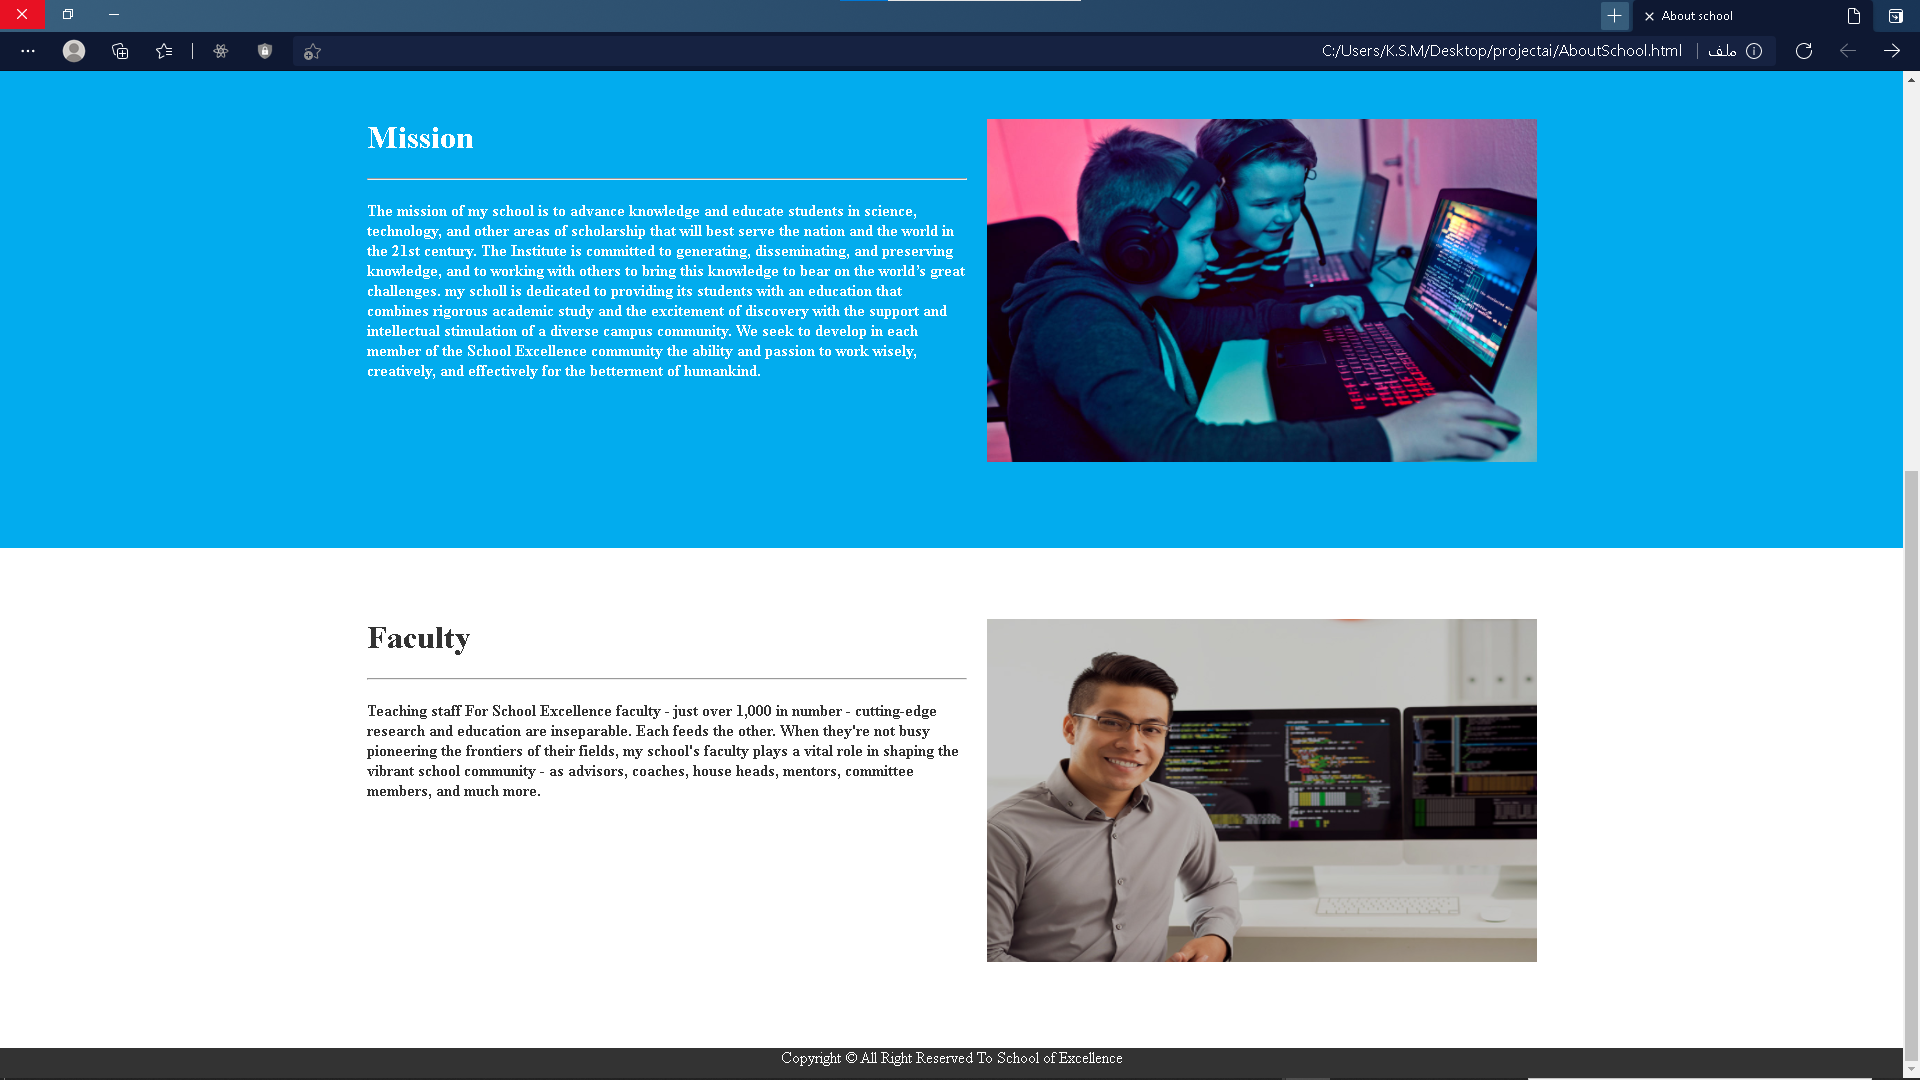 About school
C:/Users/K.S.M/Desktop/projectai/AboutSchool.html
ملف
Mission
The mission of my school is to advance knowledge and educate students in science,
technology, and other areas of scholarship that will best serve the nation and the world in
the 21st century. The Institute is committed to generating, disseminating, and preserving
knowledge, and to working with others to bring this knowledge to bear on the world’s great
challenges. my scholl is dedicated to providing its students with an education that
combines rigorous academic study and the excitement of discovery with the support and
intellectual stimulation of a diverse campus community. We seek to develop in each
member of the School Excellence community the ability and passion to work wisely,
creatively, and effectively for the betterment of humankind.
Faculty
Teaching staff For School Excellence faculty - just over 1,000 in number - cutting-edge
research and education are inseparable. Each feeds the other. When they're not busy
pioneering the frontiers of their fields, my school's faculty plays a vital role in shaping the
vibrant school community - as advisors, coaches, house heads, mentors, committee
members, and much more.
Copyright © All Right Reserved To School of Excellence